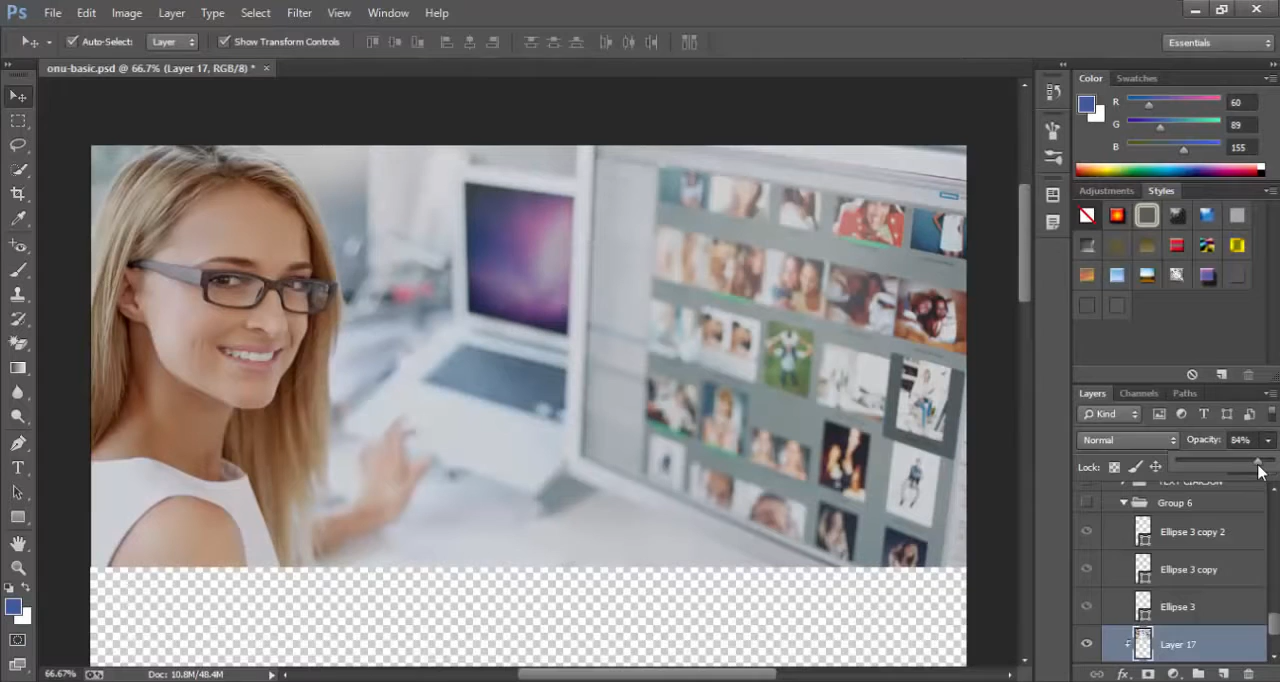 Ps File Edit Image Layer Type Select Filter View Window Help
Auto-Select: Layer Show Transform Controls Essentials
onu-basic.psd @ 66.7% (Layer 17, RGB/8) * ×
Color Swatches
R 60
G 89
B 155
Adjustments Styles
Layers Channels Paths
Kind
Normal Opacity: 84%
Lock:
Group 6
Ellipse 3 copy 2
Ellipse 3 copy
Ellipse 3
Layer 17
66.67% Doc: 10.8M/48.4M